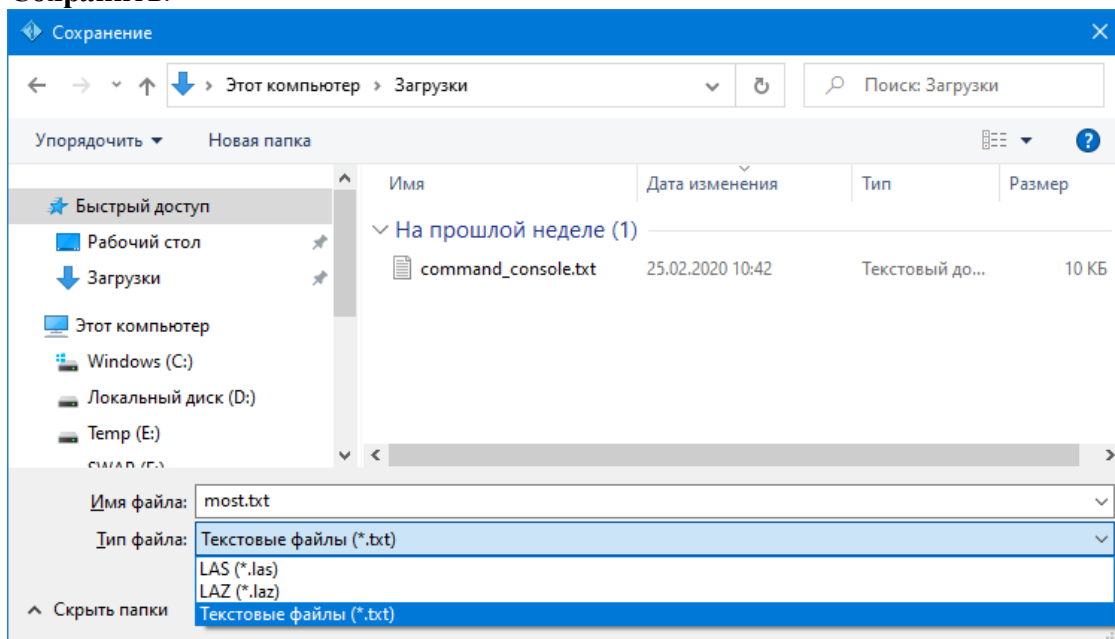 Сохранение
Этот компьютер > Загрузки
Поиск: Загрузки
Упорядочить
Новая папка
Имя
Дата изменения
Тип
Размер
Быстрый доступ
Рабочий стол
Загрузки
Этот компьютер
Windows (C:)
Локальный диск (D:)
Temp (E:)
На прошлой неделе (1)
command_console.txt 25.02.2020 10:42 Текстовый до... 10 КБ
Имя файла: most.txt
Тип файла: Текстовые файлы (*.txt)
LAS (*.las)
LAZ (*.laz)
Текстовые файлы (*.txt)
Скрыть папки